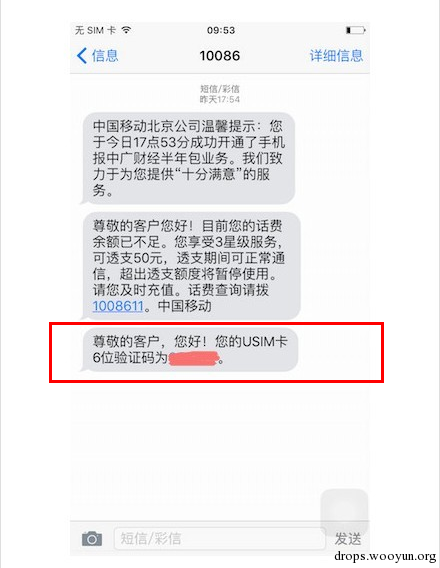 无 SIM 卡
09:53
信息
10086
详细信息
短信/彩信
昨天17:54
中国移动北京公司温馨提示：您
于今日17点53分成功开通了手机
报中广财经半年包业务。我们致
力于为您提供“十分满意”的服
务。
尊敬的客户您好！目前您的话费
余额已不足。您享受3星级服务，
可透支50元，透支期间可正常通
信，超出透支额度将暂停使用。
请您及时充值。话费查询请拨
1008611。中国移动
尊敬的客户，您好！您的USIM卡
6位验证码为。
短信/彩信
发送
drops.wooyun.org